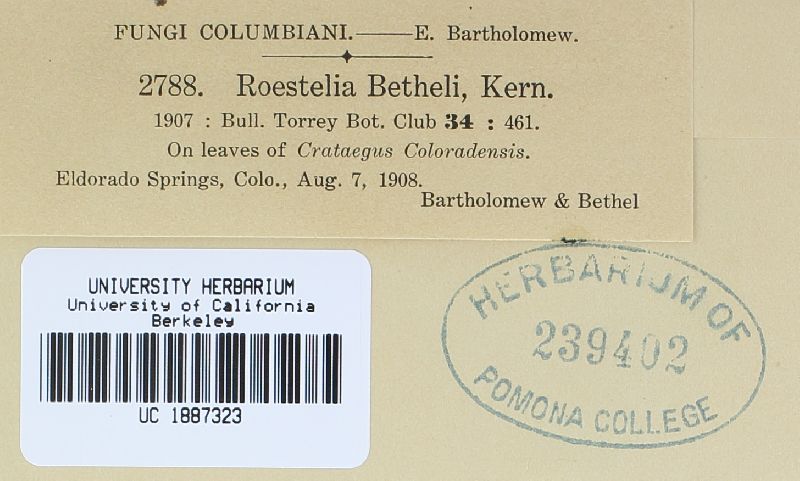 FUNGI COLUMBIANI.——E. Bartholomew.
2788. Roestelia Betheli, Kern.
1907 : Bull. Torrey Bot. Club 34 : 461.
On leaves of Crataegus Coloradensis.
Eldorado Springs, Colo., Aug. 7, 1908.
Bartholomew & Bethel
UNIVERSITY HERBARIUM
University of California
Berkeley
UC 1887323
HERBARIUM OF
239402
POMONA COLLEGE